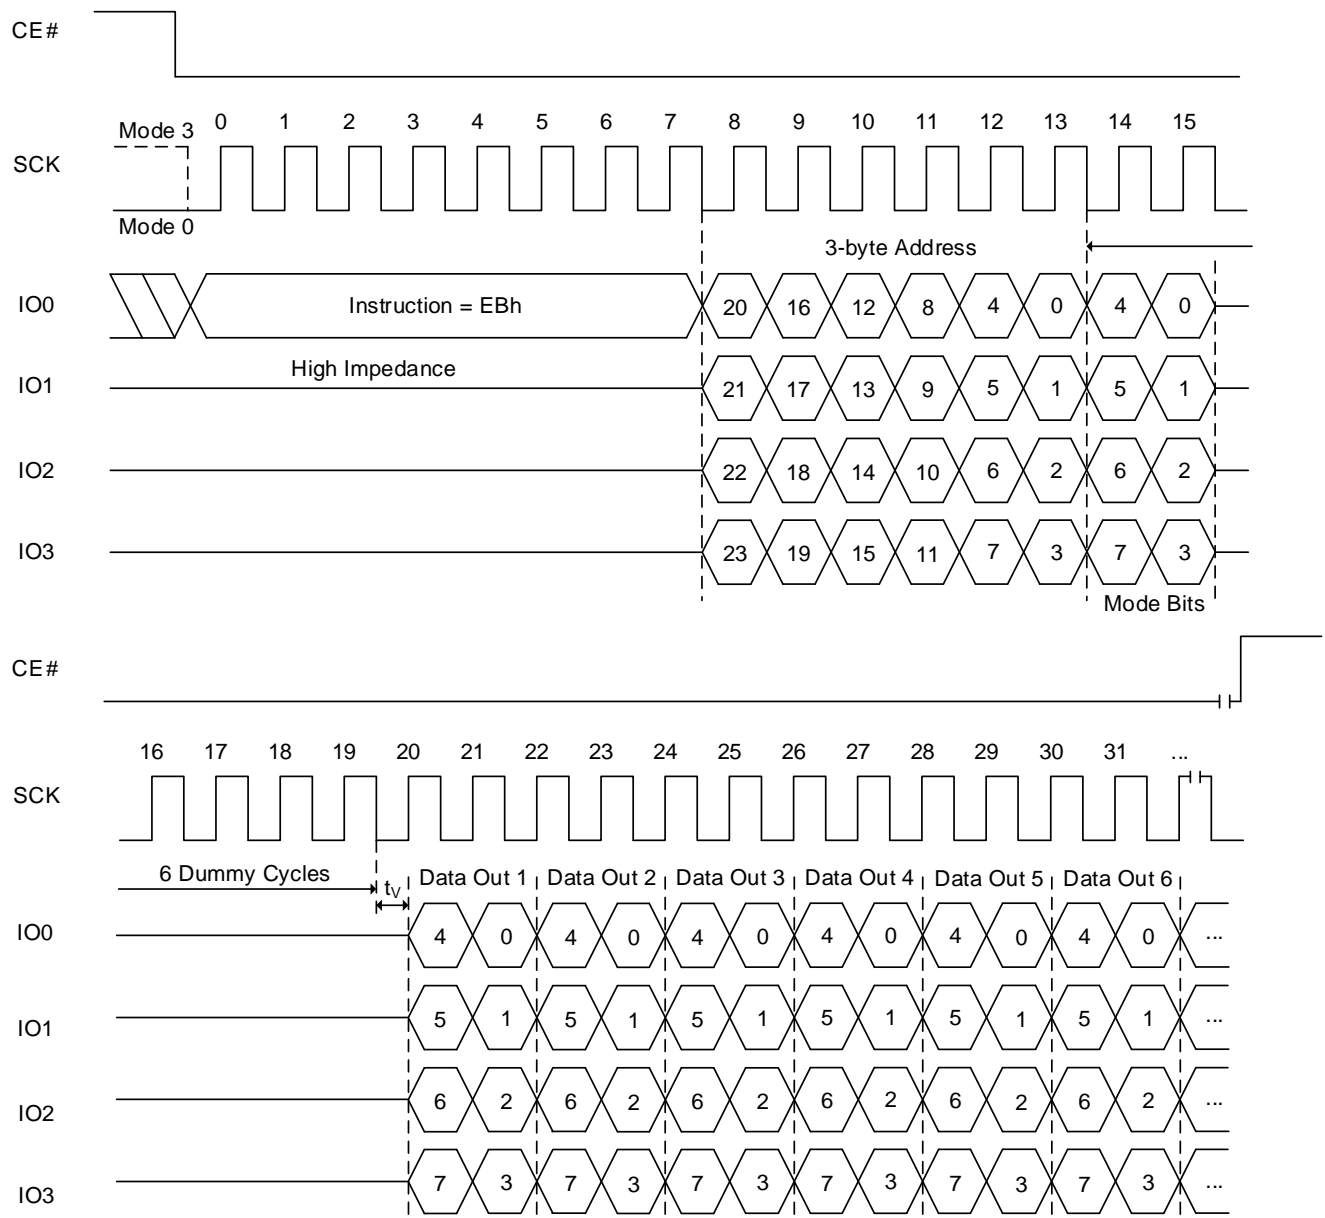 CE#
0 1 2 3 4 5 6 7 8 9 10 11 12 13 14 15
Mode 3
SCK
Mode 0
3-byte Address
IO0 Instruction = EBh 20 16 12 8 4 0 4 0
High Impedance
IO1 21 17 13 9 5 1 5 1
IO2 22 18 14 10 6 2 6 2
IO3 23 19 15 11 7 3 7 3
Mode Bits
CE#
16 17 18 19 20 21 22 23 24 25 26 27 28 29 30 31 ...
SCK
6 Dummy Cycles tV Data Out 1 Data Out 2 Data Out 3 Data Out 4 Data Out 5 Data Out 6
IO0 4 0 4 0 4 0 4 0 4 0 4 0 ...
IO1 5 1 5 1 5 1 5 1 5 1 5 1 ...
IO2 6 2 6 2 6 2 6 2 6 2 6 2 ...
IO3 7 3 7 3 7 3 7 3 7 3 7 3 ...